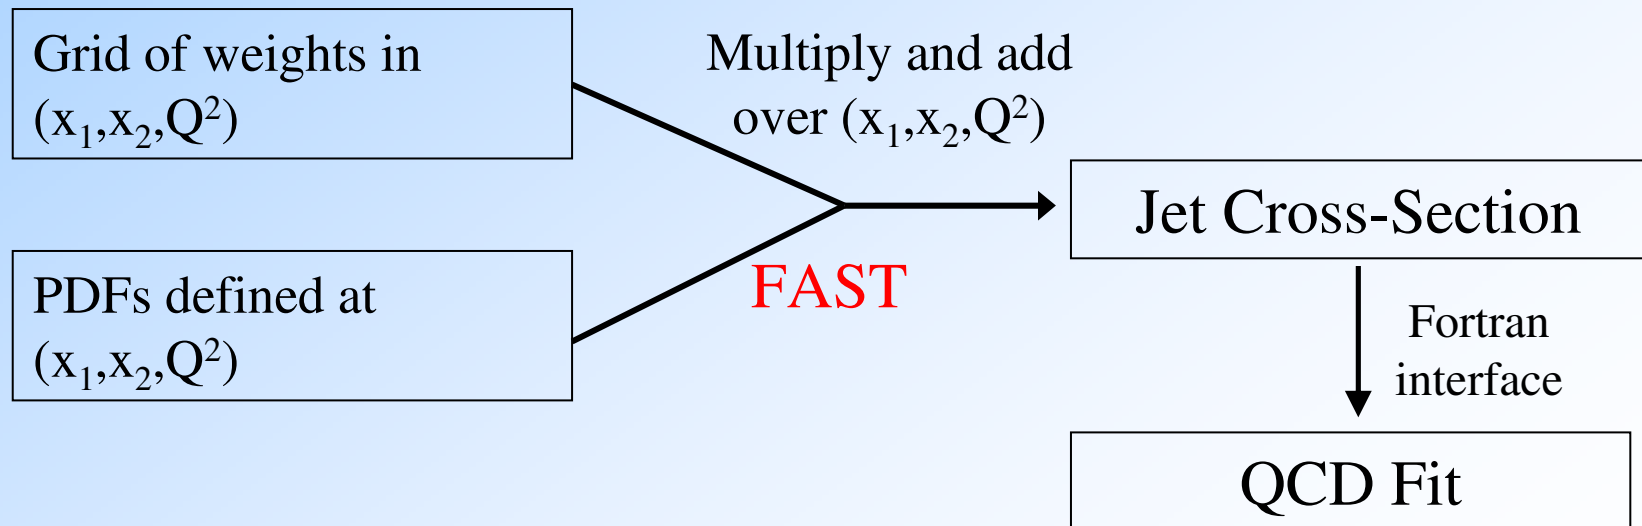 Grid of weights in
(x₁,x₂,Q²)
Multiply and add
over (x₁,x₂,Q²)
Jet Cross-Section
PDFs defined at
(x₁,x₂,Q²)
FAST
Fortran
interface
QCD Fit